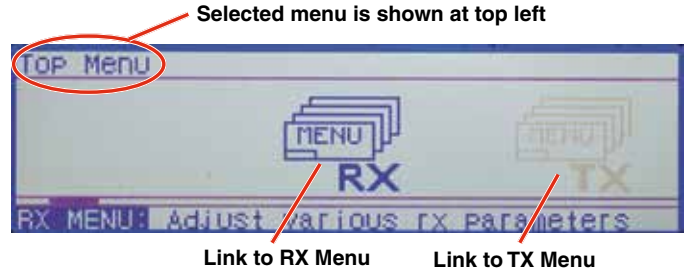 Selected menu is shown at top left
Top Menu
MENU MENU
RX TX
RX MENU: Adjust various rx parameters
Link to RX Menu Link to TX Menu